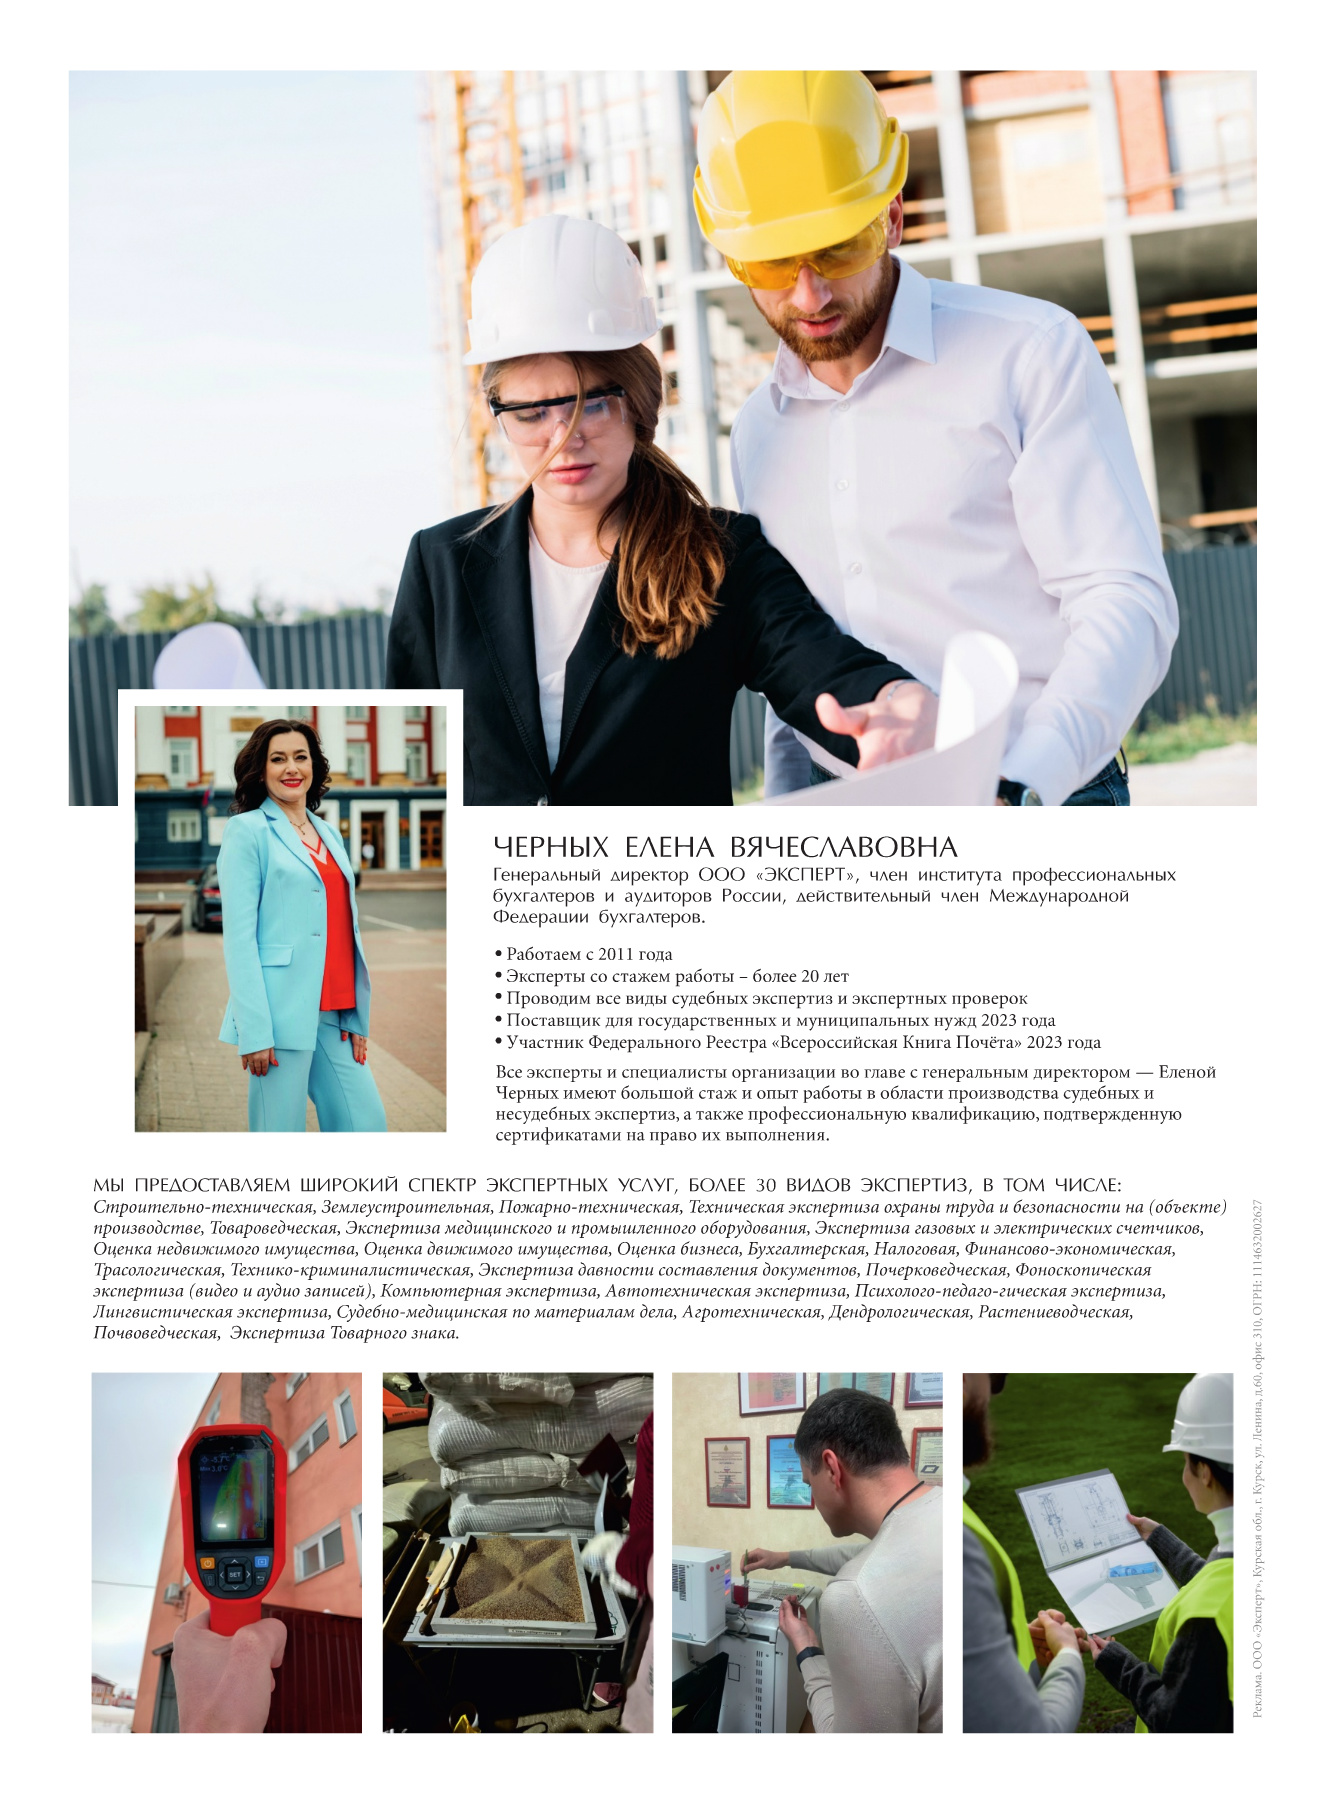 ЧЕРНЫХ ЕЛЕНА ВЯЧЕСЛАВОВНА
Генеральный директор ООО «ЭКСПЕРТ», член института профессиональных
бухгалтеров и аудиторов России, действительный член Международной
Федерации бухгалтеров.
• Работаем с 2011 года
• Эксперты со стажем работы – более 20 лет
• Проводим все виды судебных экспертиз и экспертных проверок
• Поставщик для государственных и муниципальных нужд 2023 года
• Участник Федерального Реестра «Всероссийская Книга Почёта» 2023 года
Все эксперты и специалисты организации во главе с генеральным директором — Еленой
Черных имеют большой стаж и опыт работы в области производства судебных и
несудебных экспертиз, а также профессиональную квалификацию, подтвержденную
сертификатами на право их выполнения.
МЫ ПРЕДОСТАВЛЯЕМ ШИРОКИЙ СПЕКТР ЭКСПЕРТНЫХ УСЛУГ, БОЛЕЕ 30 ВИДОВ ЭКСПЕРТИЗ, В ТОМ ЧИСЛЕ:
Строительно-техническая, Землеустроительная, Пожарно-техническая, Техническая экспертиза охраны труда и безопасности на (объекте)
производстве, Товароведческая, Экспертиза медицинского и промышленного оборудования, Экспертиза газовых и электрических счетчиков,
Оценка недвижимого имущества, Оценка движимого имущества, Оценка бизнеса, Бухгалтерская, Налоговая, Финансово-экономическая,
Трасологическая, Технико-криминалистическая, Экспертиза давности составления документов, Почерковедческая, Фоноскопическая
экспертиза (видео и аудио записей), Компьютерная экспертиза, Автотехническая экспертиза, Психолого-педаго-гическая экспертиза,
Лингвистическая экспертиза, Судебно-медицинская по материалам дела, Агротехническая, Дендрологическая, Растениеводческая,
Почвоведческая, Экспертиза Товарного знака.
SET
Реклама. ООО «Эксперт», Курская обл., г. Курск, ул. Ленина, д.60, офис 310, ОГРН: 1114632002627